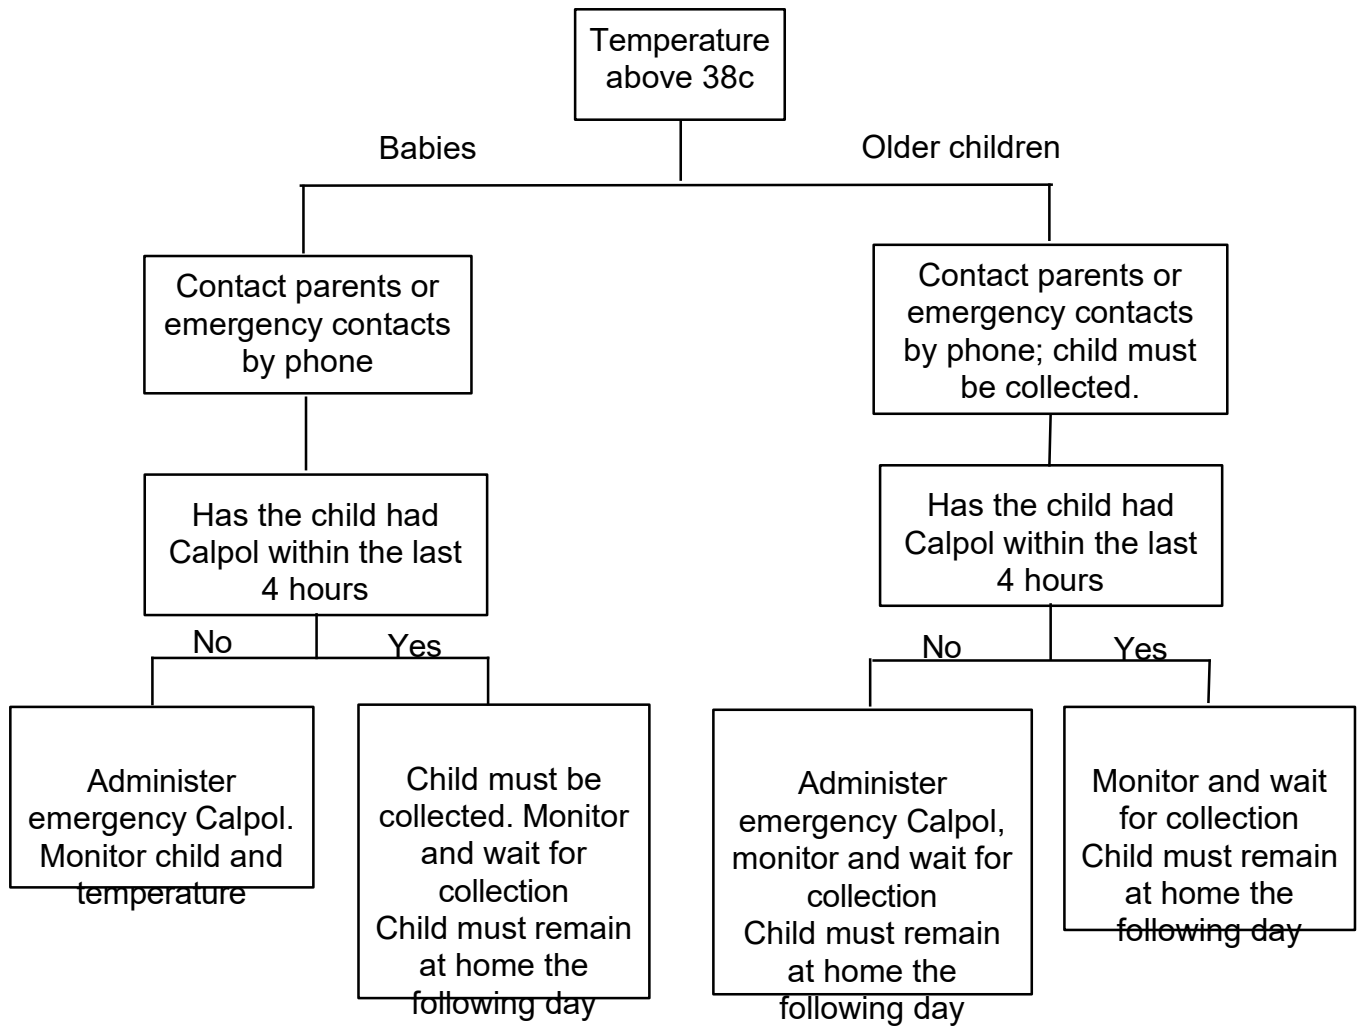 Temperature
above 38c
Babies
Older children
Contact parents or
emergency contacts
by phone
Contact parents or
emergency contacts
by phone; child must
be collected.
Has the child had
Calpol within the last
4 hours
Has the child had
Calpol within the last
4 hours
No
Yes
No
Yes
Administer
emergency Calpol.
Monitor child and
temperature
Child must be
collected. Monitor
and wait for
collection
Child must remain
at home the
following day
Administer
emergency Calpol,
monitor and wait for
collection
Child must remain
at home the
following day
Monitor and wait
for collection
Child must remain
at home the
following day